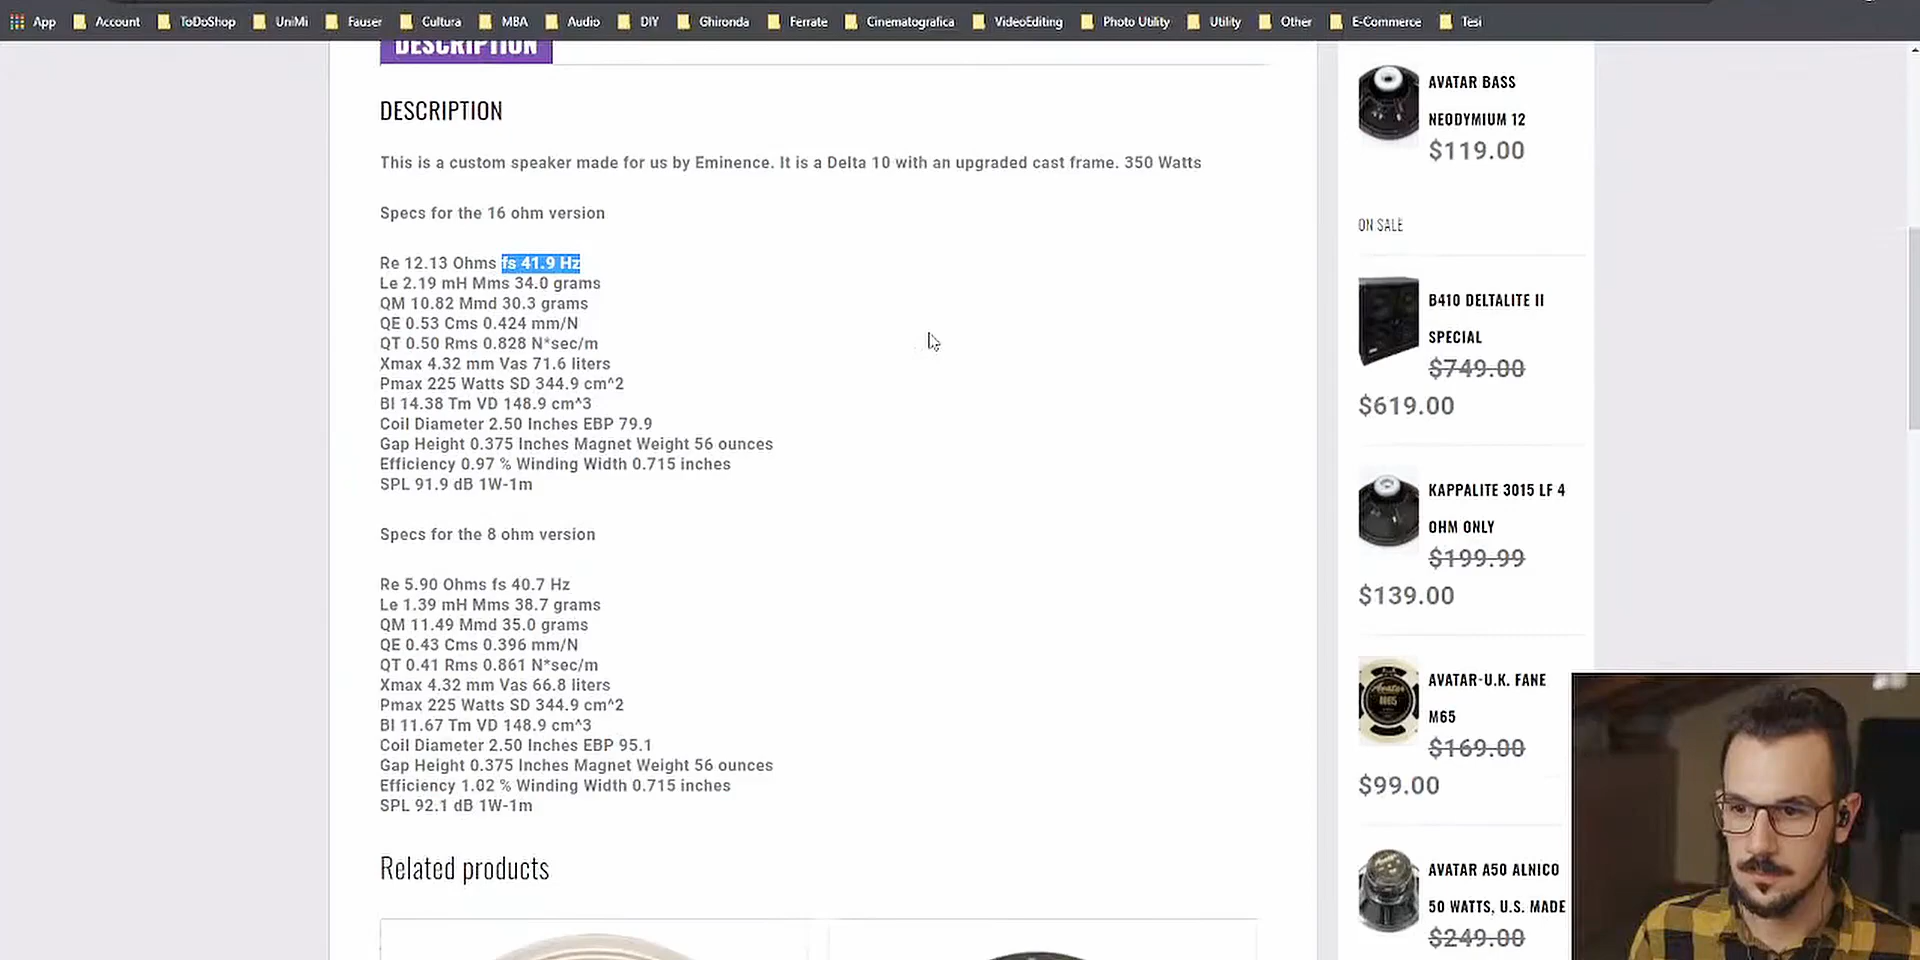 App Account ToDoShop UniMi Fauser Cultura MBA Audio DIY Ghironda Ferrate Cinematografica VideoEditing Photo Utility Utility Other E-Commerce Tesi
DESCRIPTION
DESCRIPTION
This is a custom speaker made for us by Eminence. It is a Delta 10 with an upgraded cast frame. 350 Watts
Specs for the 16 ohm version
Re 12.13 Ohms fs 41.9 Hz
Le 2.19 mH Mms 34.0 grams
QM 10.82 Mmd 30.3 grams
QE 0.53 Cms 0.424 mm/N
QT 0.50 Rms 0.828 N*sec/m
Xmax 4.32 mm Vas 71.6 liters
Pmax 225 Watts SD 344.9 cm^2
Bl 14.38 Tm VD 148.9 cm^3
Coil Diameter 2.50 Inches EBP 79.9
Gap Height 0.375 Inches Magnet Weight 56 ounces
Efficiency 0.97 % Winding Width 0.715 inches
SPL 91.9 dB 1W-1m
Specs for the 8 ohm version
Re 5.90 Ohms fs 40.7 Hz
Le 1.39 mH Mms 38.7 grams
QM 11.49 Mmd 35.0 grams
QE 0.43 Cms 0.396 mm/N
QT 0.41 Rms 0.861 N*sec/m
Xmax 4.32 mm Vas 66.8 liters
Pmax 225 Watts SD 344.9 cm^2
Bl 11.67 Tm VD 148.9 cm^3
Coil Diameter 2.50 Inches EBP 95.1
Gap Height 0.375 Inches Magnet Weight 56 ounces
Efficiency 1.02 % Winding Width 0.715 inches
SPL 92.1 dB 1W-1m
Related products
AVATAR BASS
NEODYMIUM 12
$119.00
ON SALE
B410 DELTALITE II
SPECIAL
$749.00
$619.00
KAPPALITE 3015 LF 4
OHM ONLY
$199.99
$139.00
AVATAR-U.K. FANE
M65
$169.00
$99.00
AVATAR A50 ALNICO
50 WATTS, U.S. MADE
$249.00